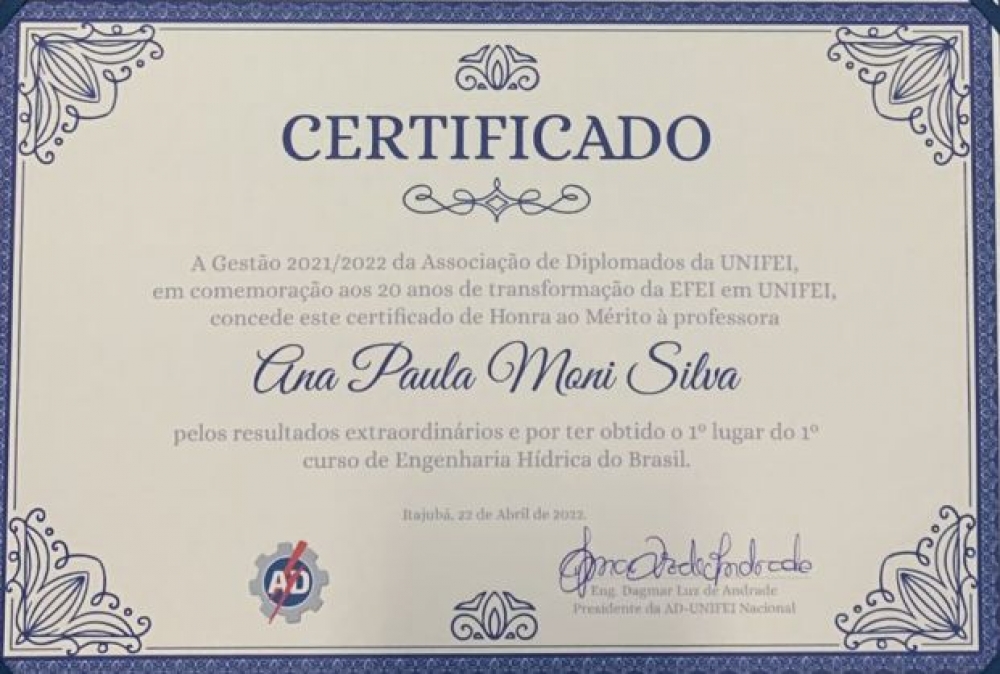 CERTIFICADO
A Gestão 2021/2022 da Associação de Diplomados da UNIFEI,
em comemoração aos 20 anos de transformação da EFEI em UNIFEI,
concede este certificado de Honra ao Mérito à professora
Ana Paula Moni Silva
pelos resultados extraordinários e por ter obtido o 1º lugar do 1º
curso de Engenharia Hídrica do Brasil.
Itajubá, 22 de Abril de 2022.
AD
Eng. Dagmar Luz de Andrade
Presidente da AD-UNIFEI Nacional